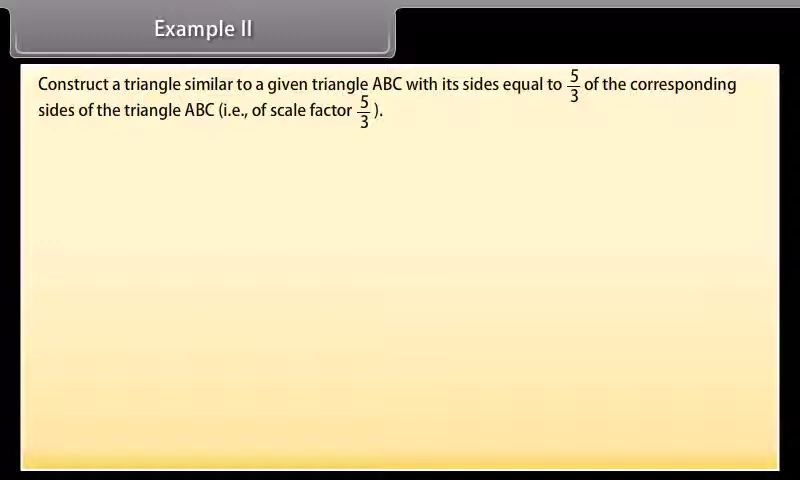 Example II
Construct a triangle similar to a given triangle ABC with its sides equal to 5/3 of the corresponding
sides of the triangle ABC (i.e., of scale factor 5/3 ).